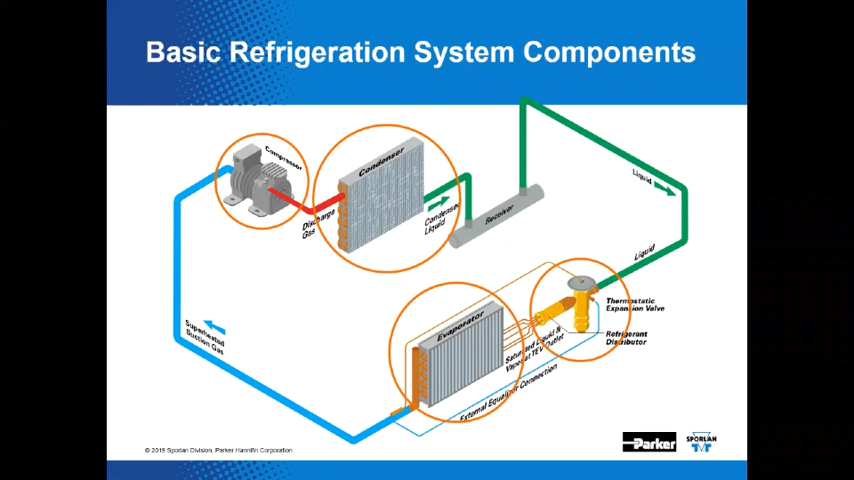 Basic Refrigeration System Components
Compressor
Condenser
Discharge
Gas
Condensed
Liquid
Receiver
Liquid
Liquid
Thermostatic
Expansion Valve
Refrigerant
Distributor
Evaporator
Saturated Liquid &
Vapor at TEV Outlet
External Equalizer Connection
Superheated
Suction Gas
© 2019 Sporlan Division, Parker Hannifin Corporation
Parker
SPORLAN